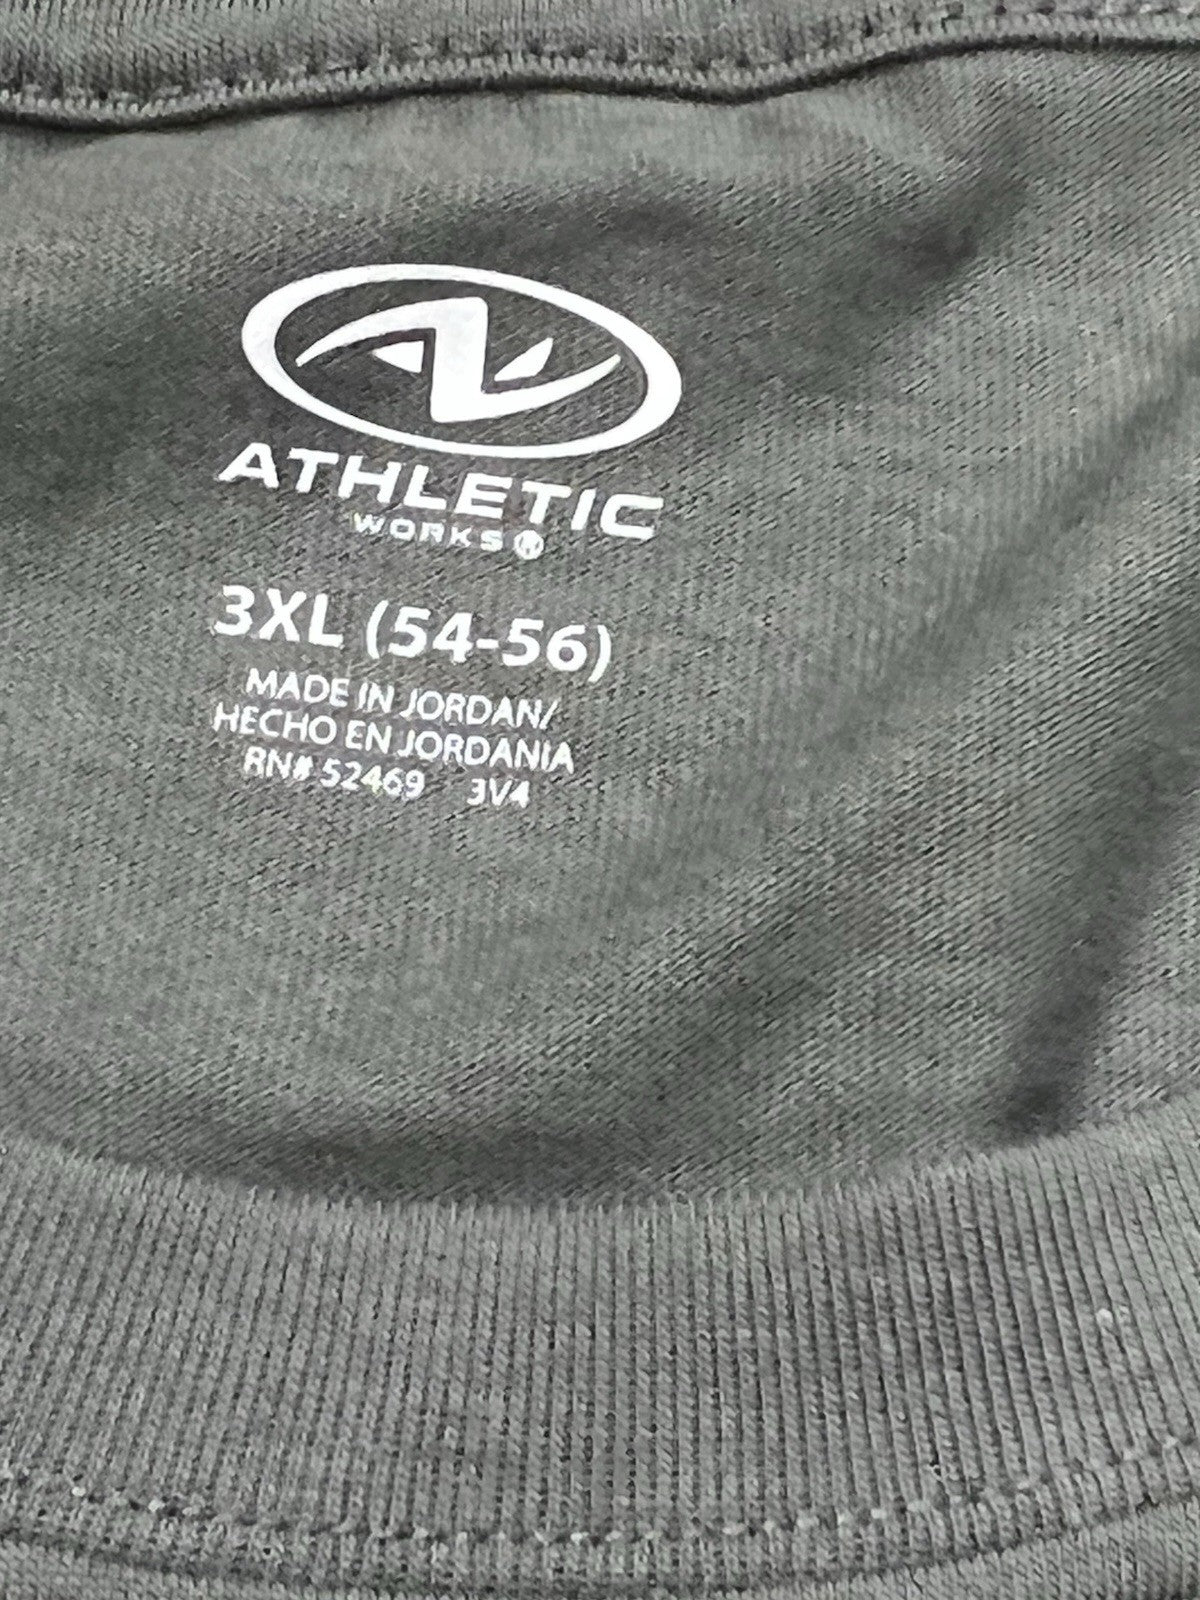 ATHLETIC
WORKS®
3XL (54-56)
MADE IN JORDAN/
HECHO EN JORDANIA
RN# 52469 3V4